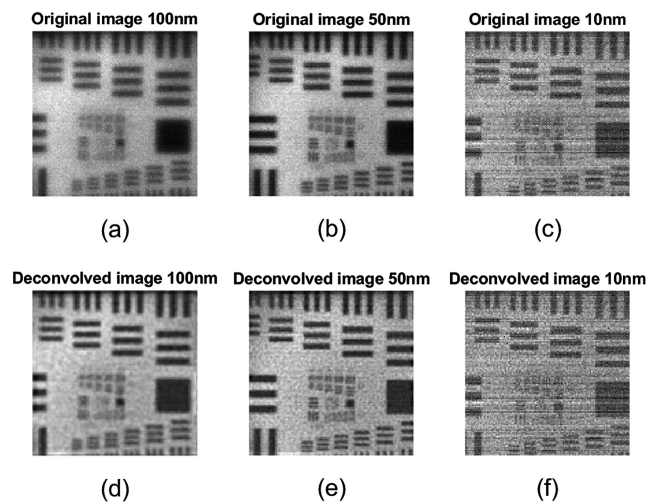 Original image 100nm
Original image 50nm
Original image 10nm
(a)
(b)
(c)
Deconvolved image 100nm
Deconvolved image 50nm
Deconvolved image 10nm
(d)
(e)
(f)